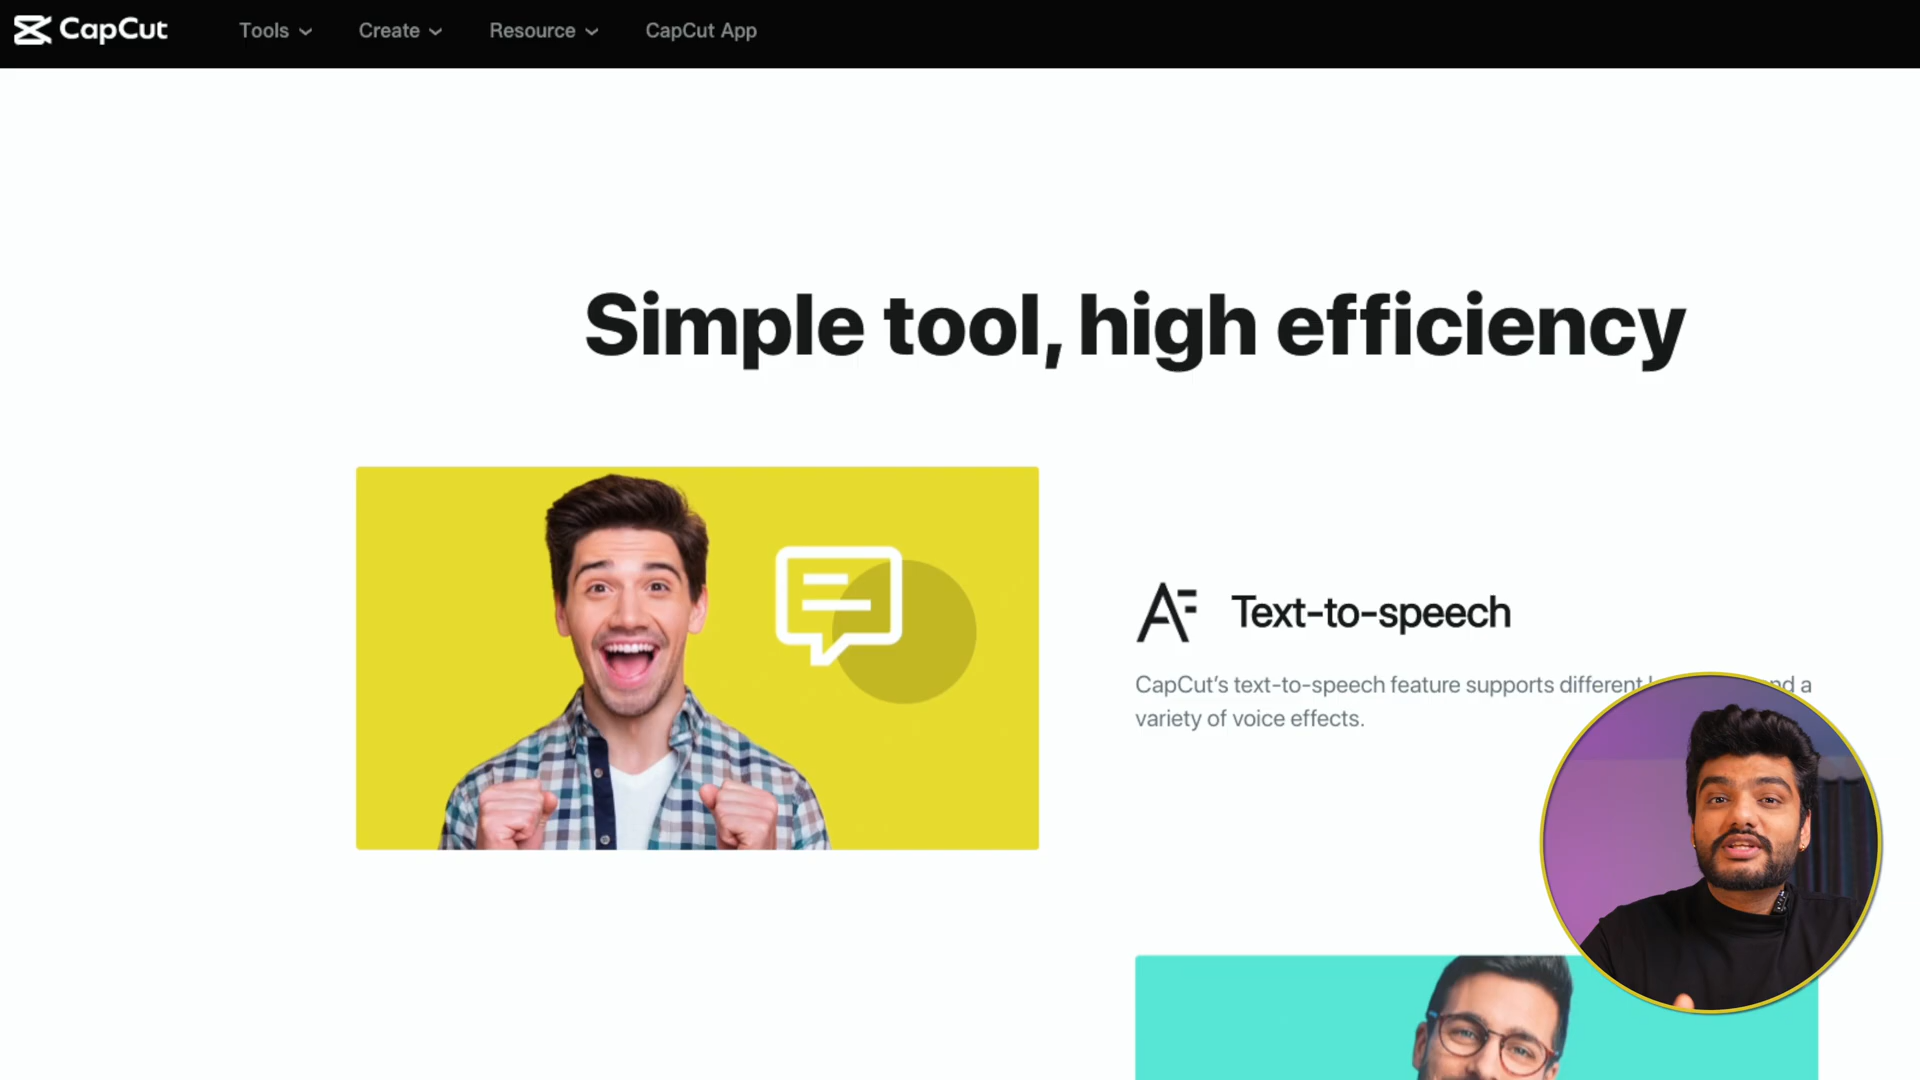 CapCut
Tools
Create
Resource
CapCut App
Simple tool, high efficiency
Text-to-speech
CapCut's text-to-speech feature supports different a
variety of voice effects.